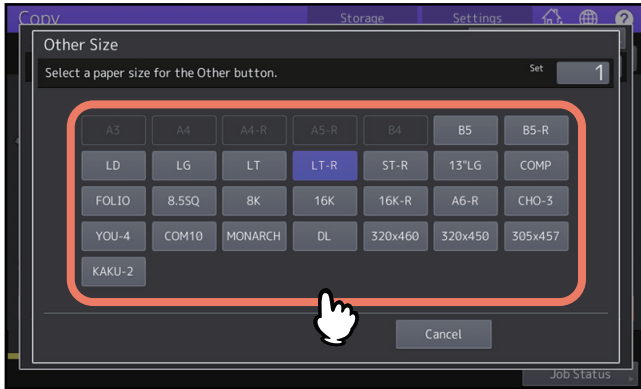 Copy Storage Settings
Other Size
Select a paper size for the Other button. Set 1
A3 A4 A4-R A5-R B4 B5 B5-R
LD LG LT LT-R ST-R 13"LG COMP
FOLIO 8.5SQ 8K 16K 16K-R A6-R CHO-3
YOU-4 COM10 MONARCH DL 320x460 320x450 305x457
KAKU-2
Cancel
Job Status